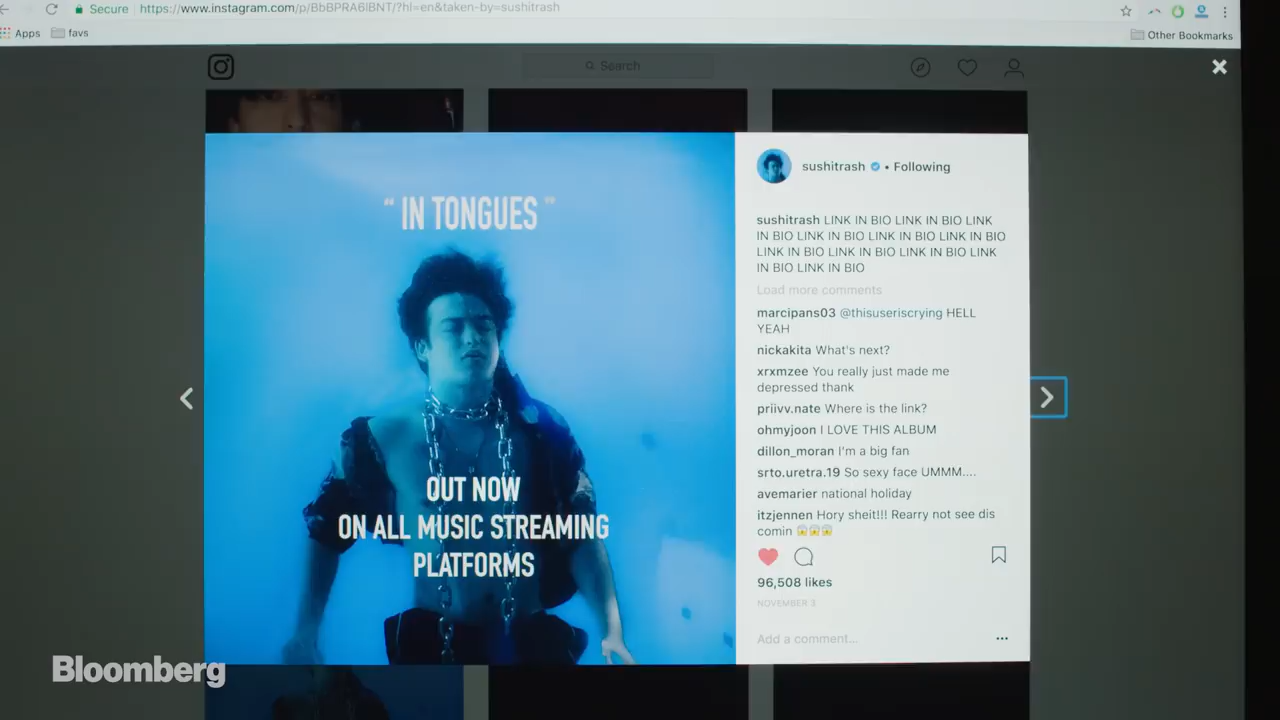 Secure https://www.instagram.com/p/BbBPRA6lBNT/?hl=en&taken-by=sushitrash
Apps favs Other Bookmarks
Search
sushitrash • Following
“ IN TONGUES ”
sushitrash LINK IN BIO LINK IN BIO LINK
IN BIO LINK IN BIO LINK IN BIO LINK IN BIO
LINK IN BIO LINK IN BIO LINK IN BIO LINK
IN BIO LINK IN BIO
Load more comments
marcipans03 @thisuseriscrying HELL
YEAH
nickakita What's next?
xrxmzee You really just made me
depressed thank
priivv.nate Where is the link?
ohmyjoon I LOVE THIS ALBUM
dillon_moran I'm a big fan
srto.uretra.19 So sexy face UMMM....
avemarier national holiday
itzjennen Hory sheit!!! Rearry not see dis
comin 😱😱😱
OUT NOW
ON ALL MUSIC STREAMING
PLATFORMS
96,508 likes
NOVEMBER 3
Add a comment...
Bloomberg